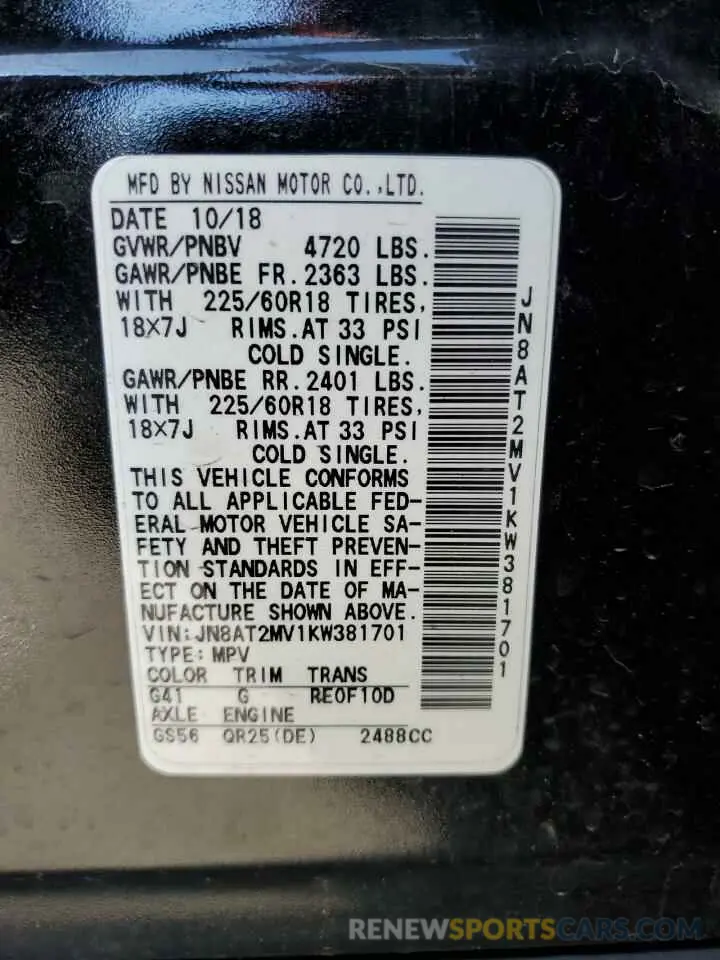 MFD BY NISSAN MOTOR CO.,LTD.
DATE 10/18
GVWR/PNBV 4720 LBS.
GAWR/PNBE FR. 2363 LBS.
WITH 225/60R18 TIRES,
18X7J RIMS. AT 33 PSI
COLD SINGLE.
GAWR/PNBE RR. 2401 LBS.
WITH 225/60R18 TIRES,
18X7J RIMS. AT 33 PSI
COLD SINGLE.
THIS VEHICLE CONFORMS
TO ALL APPLICABLE FED-
ERAL MOTOR VEHICLE SA-
FETY AND THEFT PREVEN-
TION STANDARDS IN EFF-
ECT ON THE DATE OF MA-
NUFACTURE SHOWN ABOVE.
VIN: JN8AT2MV1KW381701
TYPE: MPV
COLOR TRIM TRANS
G41 G RE0F10D
AXLE ENGINE
GS56 QR25(DE) 2488CC
JN8AT2MV1KW381701
RENEWSPORTSCARS.COM